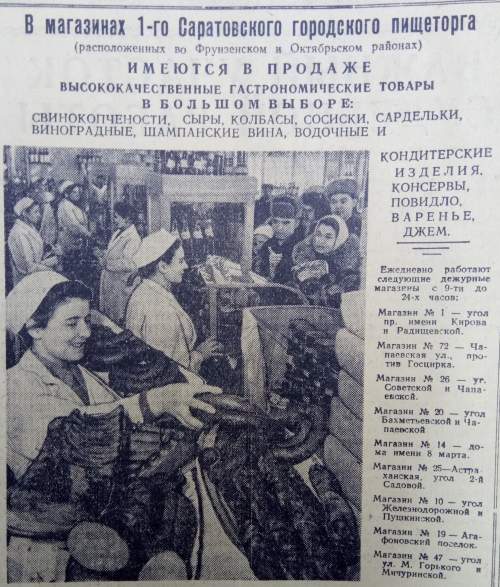 В магазинах 1-го Саратовского городского пищеторга
(расположенных во Фрунзенском и Октябрьском районах)
ИМЕЮТСЯ В ПРОДАЖЕ
ВЫСОКОКАЧЕСТВЕННЫЕ ГАСТРОНОМИЧЕСКИЕ ТОВАРЫ
В БОЛЬШОМ ВЫБОРЕ:
СВИНОКОПЧЕНОСТИ, СЫРЫ, КОЛБАСЫ, СОСИСКИ, САРДЕЛЬКИ,
ВИНОГРАДНЫЕ, ШАМПАНСКИЕ ВИНА, ВОДОЧНЫЕ И
КОНДИТЕРСКИЕ
ИЗДЕЛИЯ,
КОНСЕРВЫ,
ПОВИДЛО,
ВАРЕНЬЕ,
ДЖЕМ.
Ежедневно работают
следующие дежурные
магазины с 9-ти до
24-х часов:
Магазин № 1 — угол
пр. имени Кирова
и Радищевской.
Магазин № 72 — Ча-
паевская ул., про-
тив Госцирка.
Магазин № 26 — уг.
Советской и Чапа-
евской.
Магазин № 20 — угол
Бахметьевской и Ча-
паевской.
Магазин № 14 — до-
ма имени 8 марта.
Магазин № 25—Астра-
ханская, угол 2-й
Садовой.
Магазин № 10 — угол
Железнодорожной и
Пушкинской.
Магазин № 19 — Ага-
фоновский поселок.
Магазин № 47 — угол
ул. М. Горького и
Мичуринской.